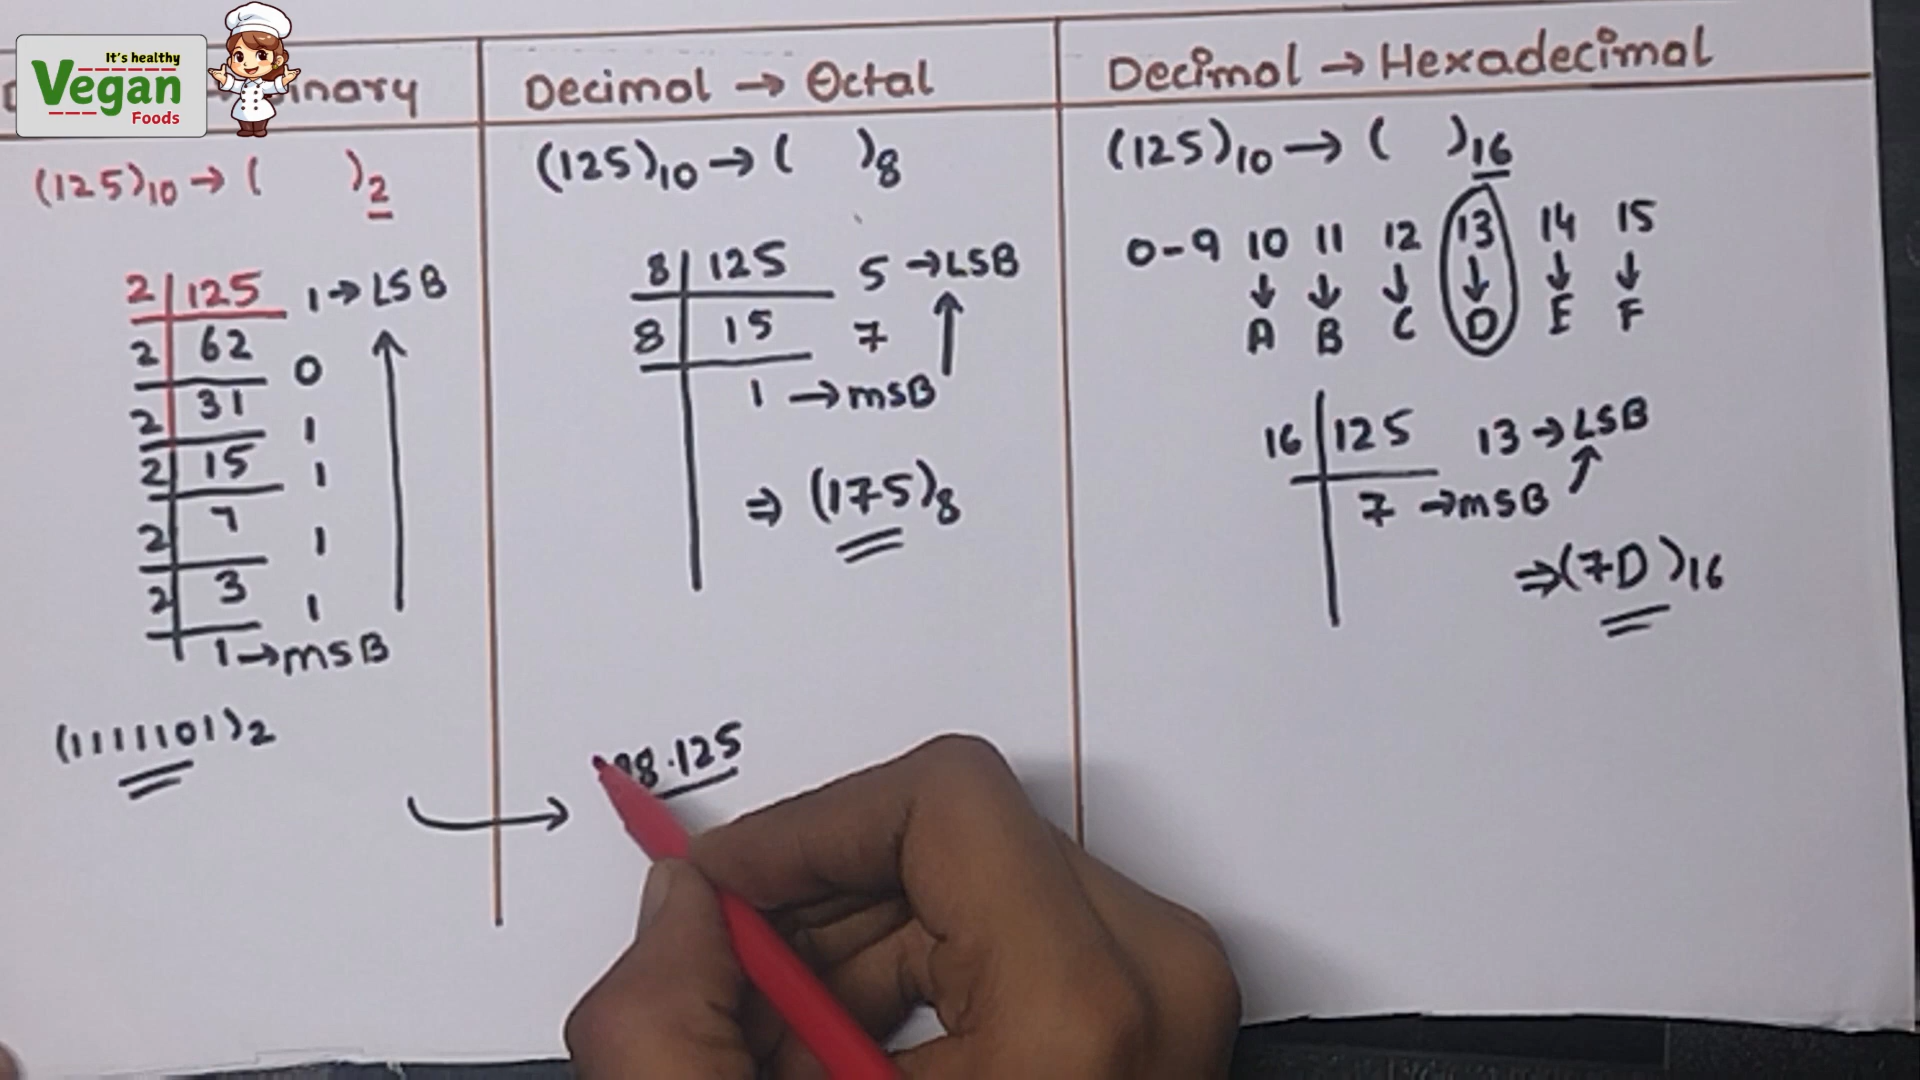 It's healthy
Vegan
Foods
inary
Decimal → Octal
Decimal → Hexadecimal
(125)10 → ( )2
2 125 1 → LSB
2 62 0
2 31 1
2 15 1
2 7 1
2 3 1
1 → MSB
(1111101)2
(125)10 → ( )8
8 125 5 → LSB
8 15 7
1 → MSB
⇒ (175)8
98.125
(125)10 → ( )16
0-9 10 11 12 13 14 15
↓ ↓ ↓ ↓ ↓ ↓
A B C D E F
16 125 13 → LSB
7 → MSB
⇒ (7D)16